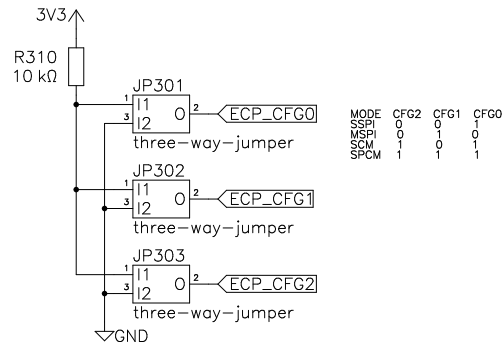 3V3
R310
10 kΩ
JP301
1 I1
3 I2
O 2
ECP_CFG0
three-way-jumper
JP302
1 I1
3 I2
O 2
ECP_CFG1
three-way-jumper
JP303
1 I1
3 I2
O 2
ECP_CFG2
three-way-jumper
GND
MODE CFG2 CFG1 CFG0
SSPI 0 0 1
MSPI 0 1 0
SCM 1 0 1
SPCM 1 1 1